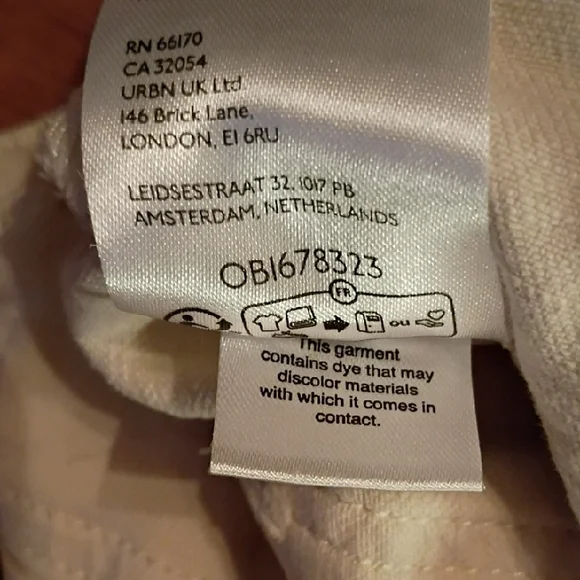 RN 66170
CA 32054
URBN UK Ltd
146 Brick Lane,
LONDON, E1 6RU
LEIDSESTRAAT 32, 1017 PB
AMSTERDAM, NETHERLANDS
OB1678323
FR
ou
This garment
contains dye that may
discolor materials
with which it comes in
contact.